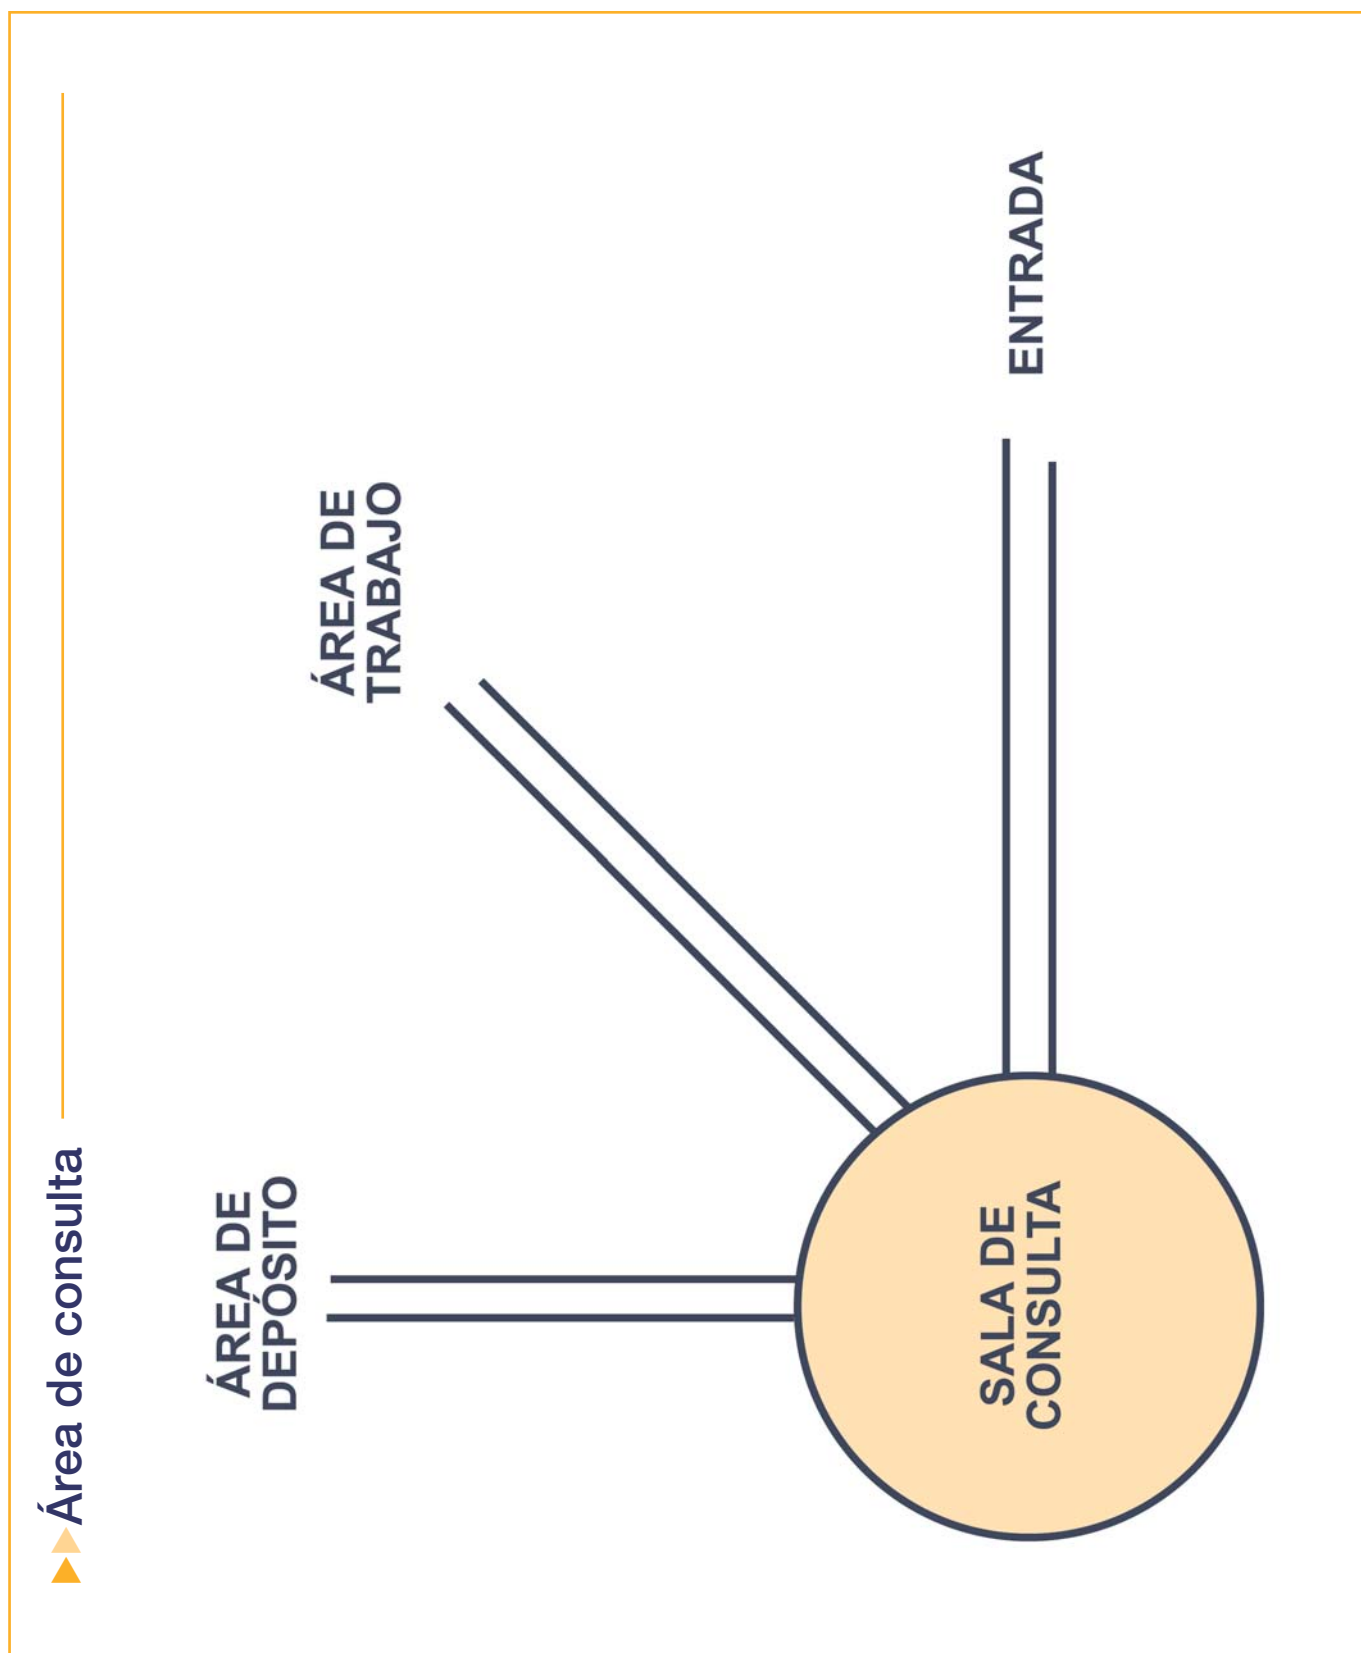 Área de consulta
ÁREA DE
DEPÓSITO
ÁREA DE
TRABAJO
SALA DE
CONSULTA
ENTRADA